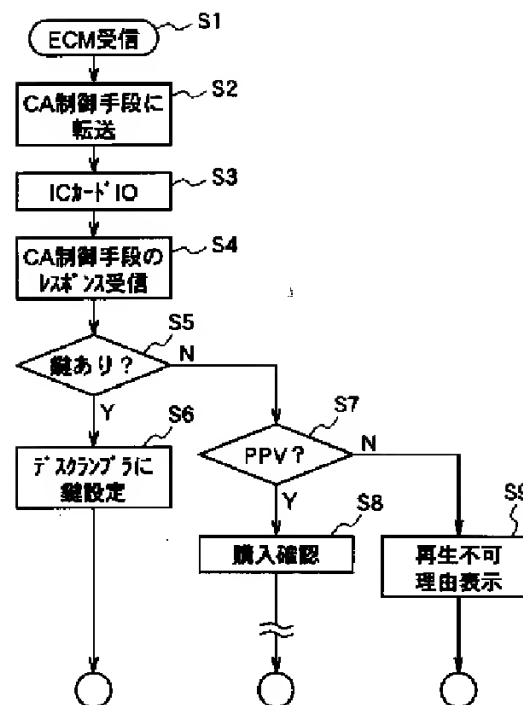 ECM受信
S1
CA制御手段に
転送
S2
ICｶｰﾄﾞIO
S3
CA制御手段の
ﾚｽﾎﾟﾝｽ受信
S4
鍵あり？
S5
N
Y
S6
ﾃﾞｽｸﾗﾝﾌﾞﾗに
鍵設定
S7
PPV？
N
Y
S8
購入確認
S9
再生不可
理由表示